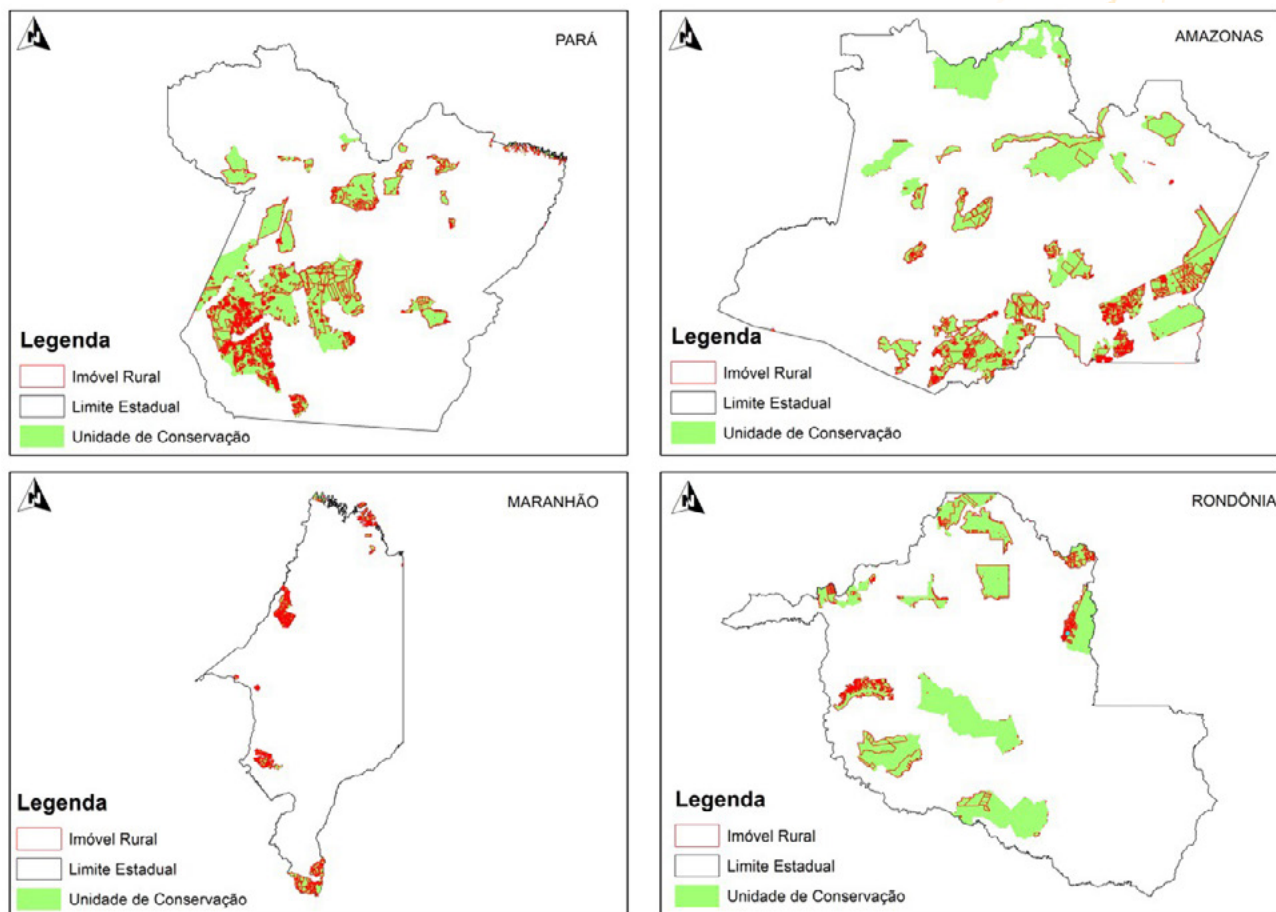 PARÁ
Legenda
Imóvel Rural
Limite Estadual
Unidade de Conservação
AMAZONAS
Legenda
Imóvel Rural
Limite Estadual
Unidade de Conservação
MARANHÃO
Legenda
Imóvel Rural
Limite Estadual
Unidade de Conservação
RONDÔNIA
Legenda
Imóvel Rural
Limite Estadual
Unidade de Conservação